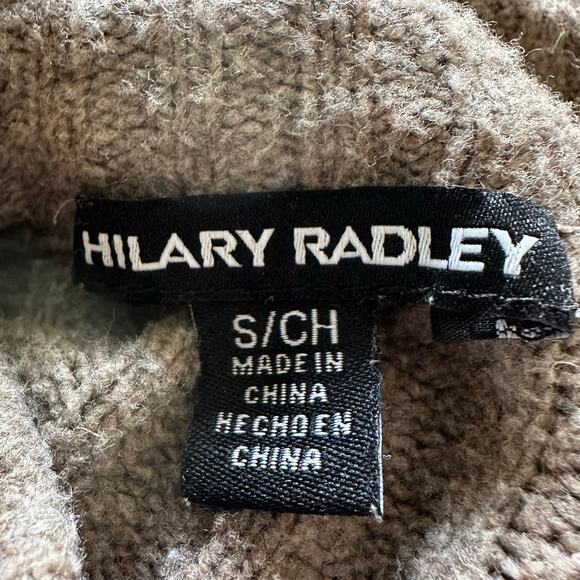 HILARY RADLEY
S/CH
MADE IN
CHINA
HECHO EN
CHINA